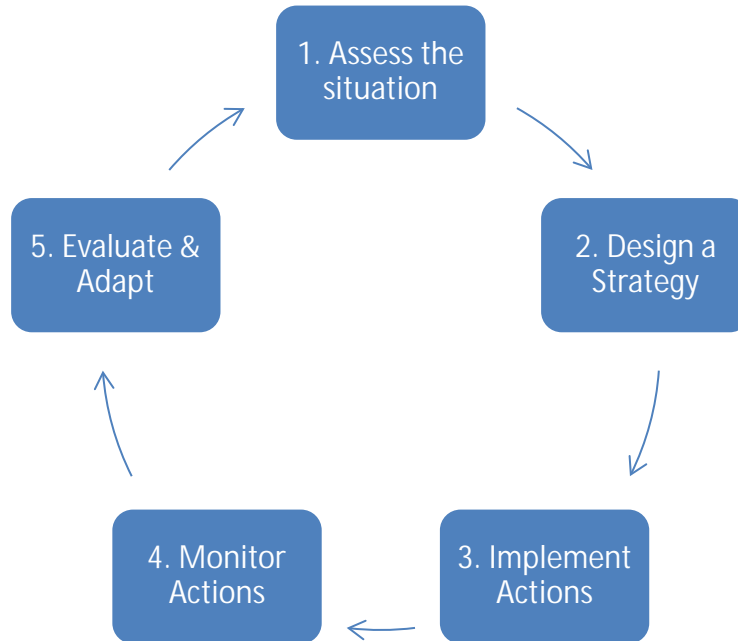 1. Assess the
situation
2. Design a
Strategy
3. Implement
Actions
4. Monitor
Actions
5. Evaluate &
Adapt